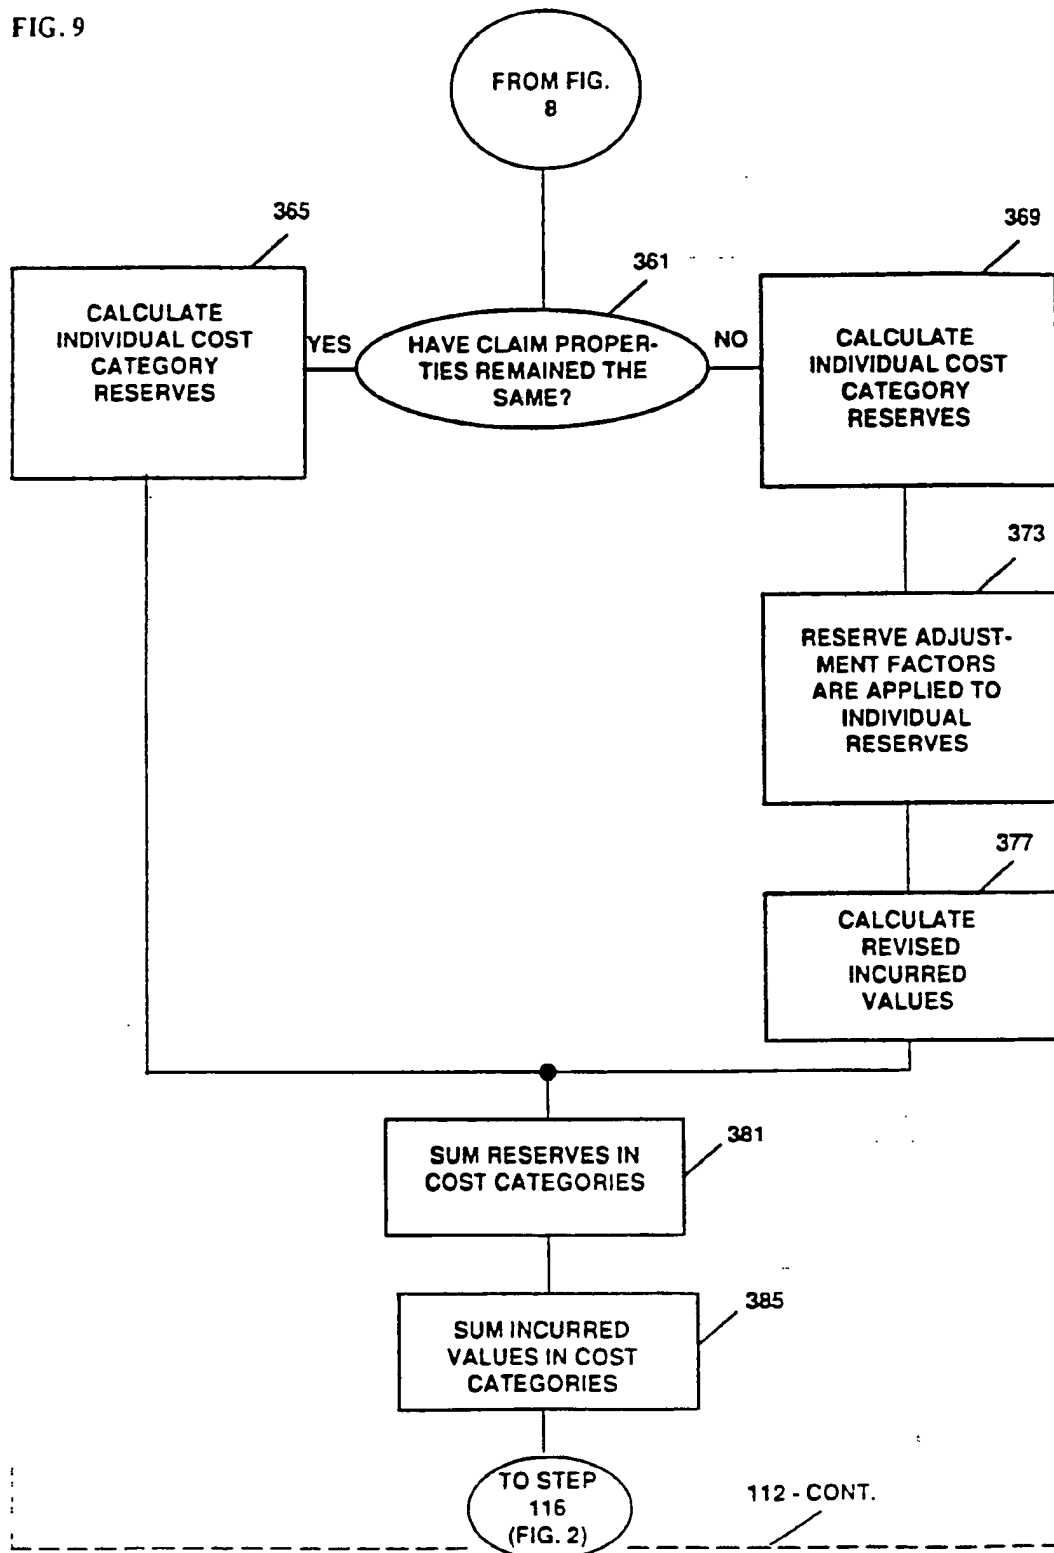 FIG. 9
FROM FIG.
8
365
369
361
CALCULATE
INDIVIDUAL COST
CATEGORY
RESERVES
YES
HAVE CLAIM PROPER-
TIES REMAINED THE
SAME?
NO
CALCULATE
INDIVIDUAL COST
CATEGORY
RESERVES
373
RESERVE ADJUST-
MENT FACTORS
ARE APPLIED TO
INDIVIDUAL
RESERVES
377
CALCULATE
REVISED
INCURRED
VALUES
381
SUM RESERVES IN
COST CATEGORIES
385
SUM INCURRED
VALUES IN COST
CATEGORIES
TO STEP
116
(FIG. 2)
112 - CONT.